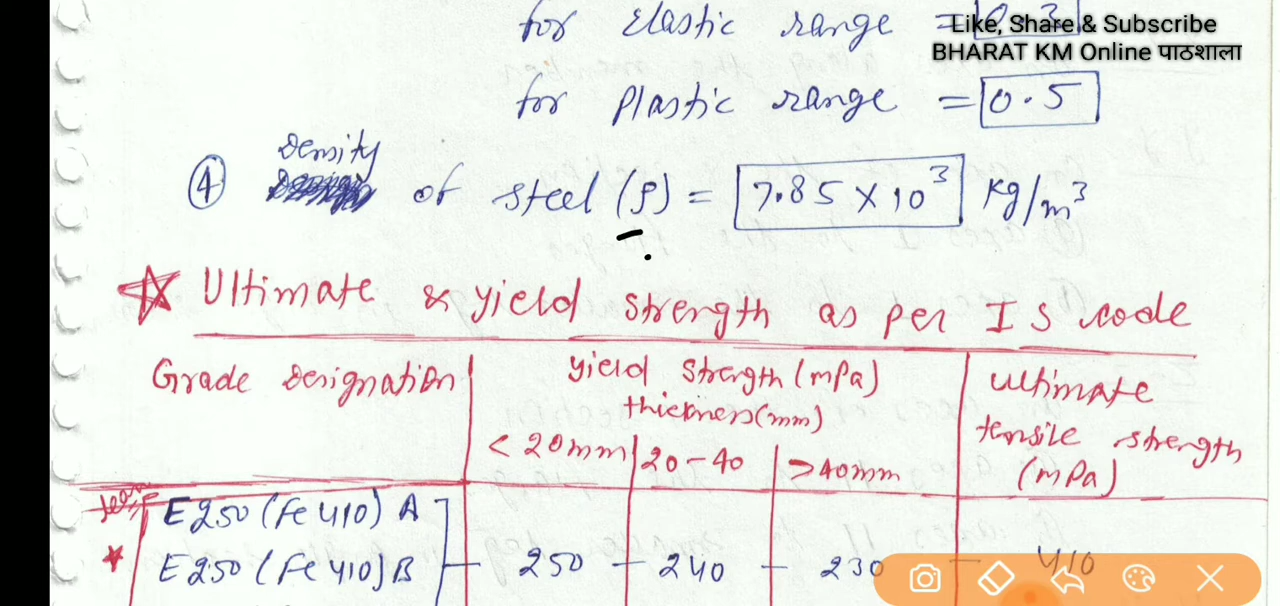 for Elastic range = 0.3
Like, Share & Subscribe
BHARAT KM Online पाठशाला
for Plastic range = 0.5
④ Density of steel (ρ) = 7.85 × 10³ Kg/m³
☆ Ultimate & yield strength as per IS code
Grade Designation
yield strength (mPa)
thickness (mm)
< 20mm 20-40 >40mm
ultimate
tensile strength
(mPa)
E250 (Fe 410) A
★ E250 (Fe 410) B - 250 - 240 - 230 - 410